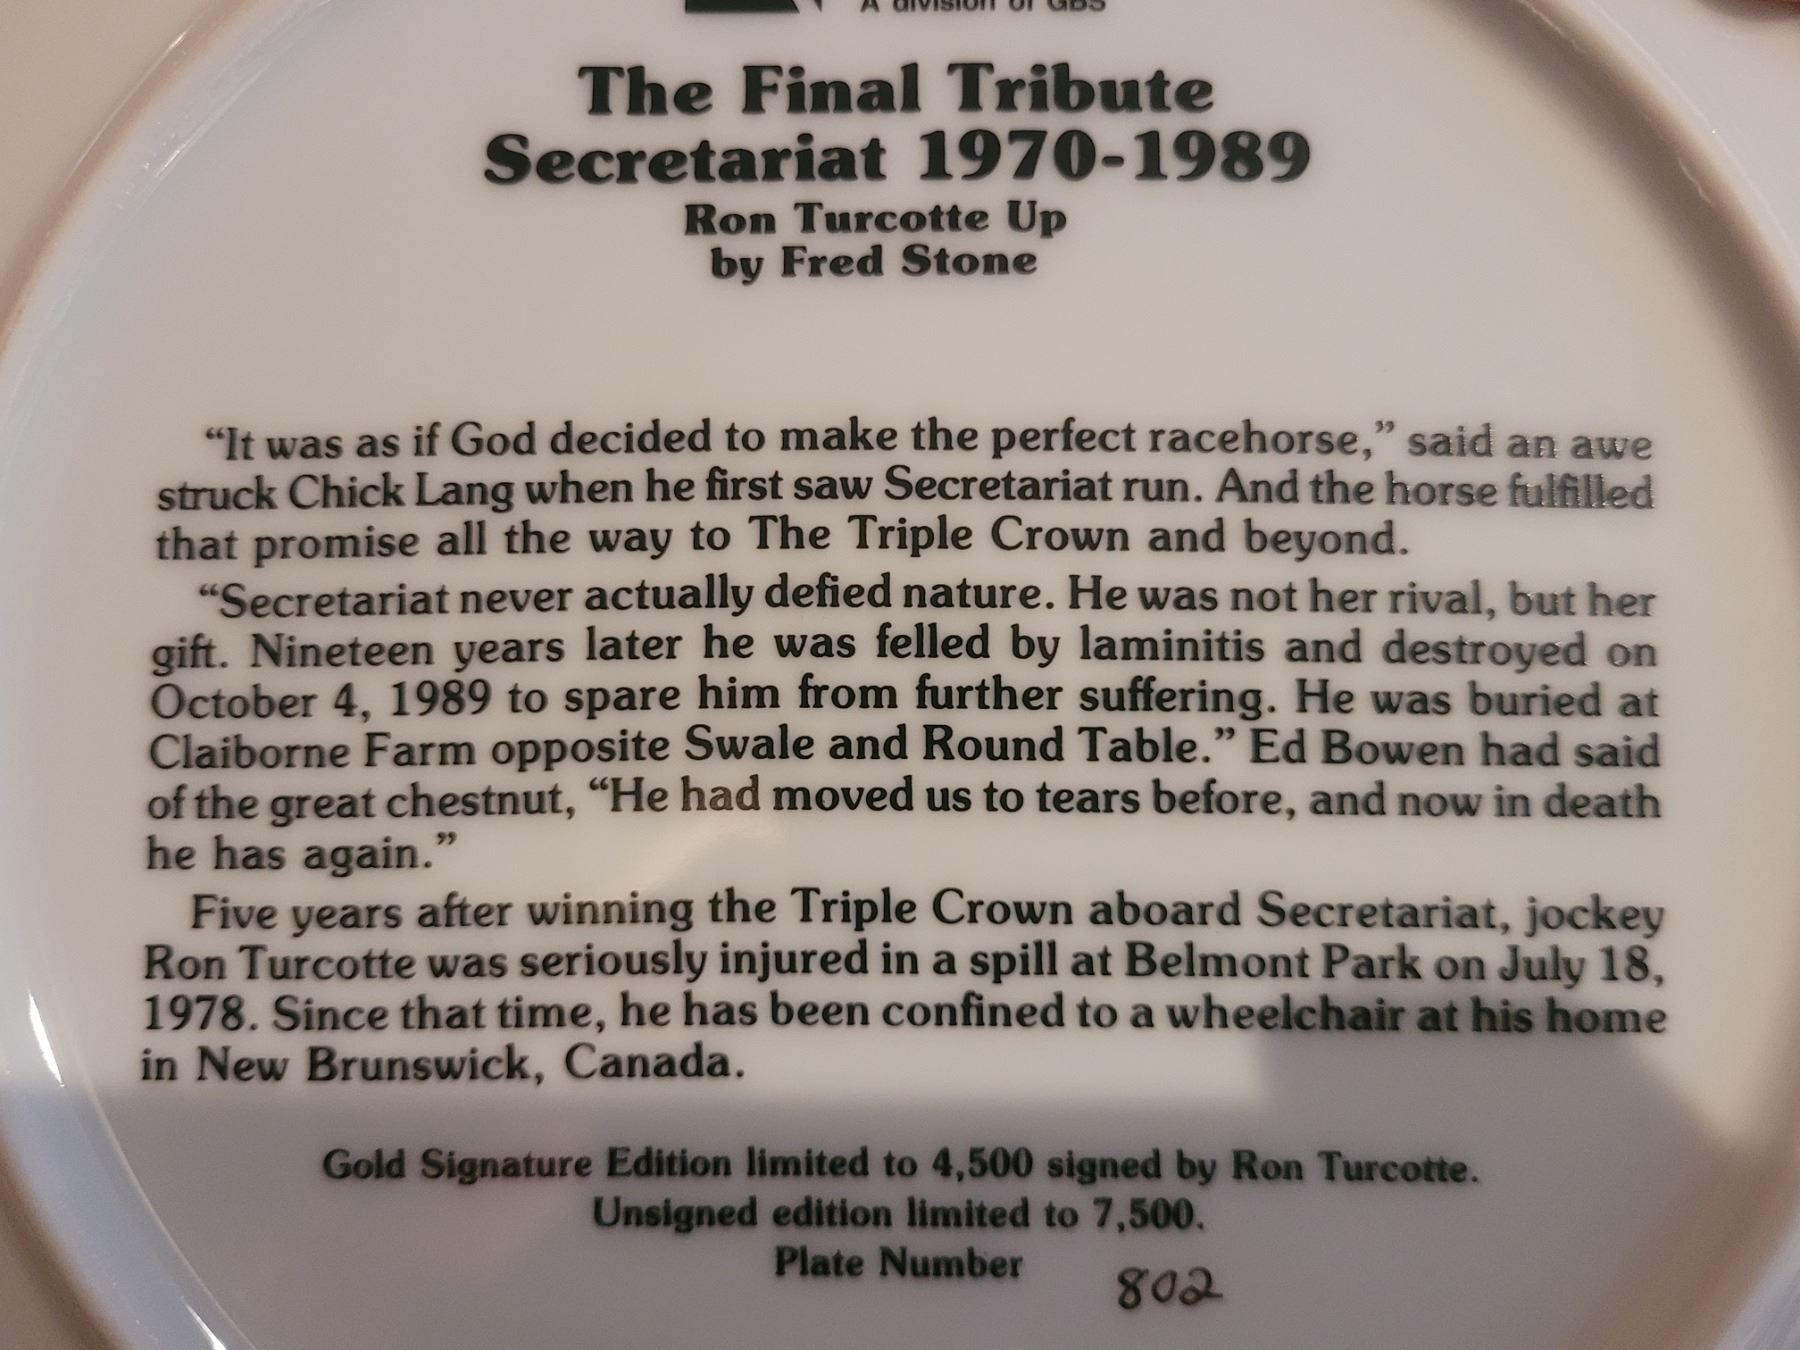 A division of GBS
The Final Tribute
Secretariat 1970-1989
Ron Turcotte Up
by Fred Stone
“It was as if God decided to make the perfect racehorse,” said an awe
struck Chick Lang when he first saw Secretariat run. And the horse fulfilled
that promise all the way to The Triple Crown and beyond.
“Secretariat never actually defied nature. He was not her rival, but her
gift. Nineteen years later he was felled by laminitis and destroyed on
October 4, 1989 to spare him from further suffering. He was buried at
Claiborne Farm opposite Swale and Round Table.” Ed Bowen had said
of the great chestnut, “He had moved us to tears before, and now in death
he has again.”
Five years after winning the Triple Crown aboard Secretariat, jockey
Ron Turcotte was seriously injured in a spill at Belmont Park on July 18,
1978. Since that time, he has been confined to a wheelchair at his home
in New Brunswick, Canada.
Gold Signature Edition limited to 4,500 signed by Ron Turcotte.
Unsigned edition limited to 7,500.
Plate Number 802